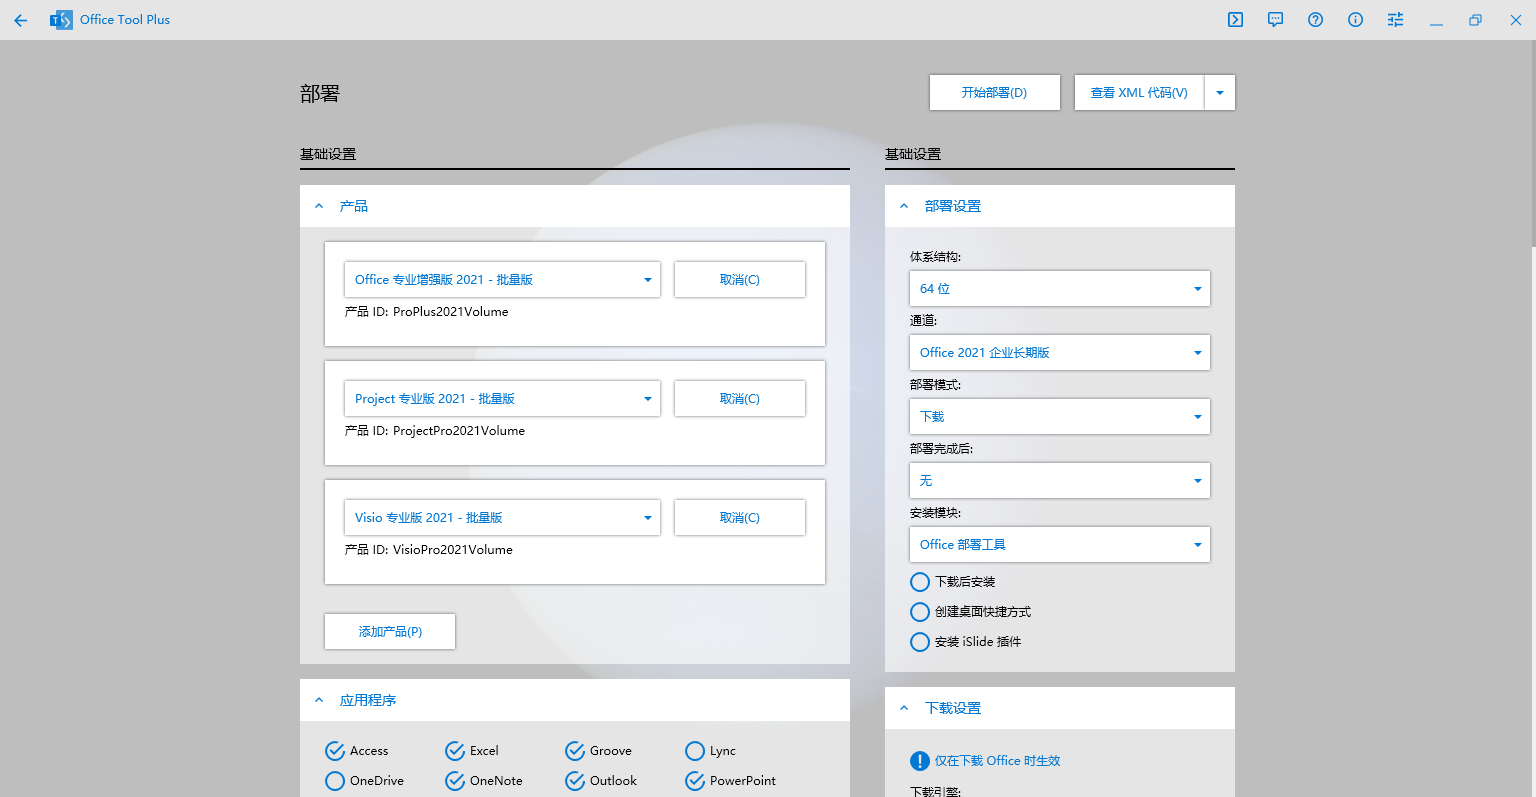 Office Tool Plus
部署
开始部署(D)
查看 XML 代码(V)
基础设置
产品
Office 专业增强版 2021 - 批量版
取消(C)
产品 ID: ProPlus2021Volume
Project 专业版 2021 - 批量版
取消(C)
产品 ID: ProjectPro2021Volume
Visio 专业版 2021 - 批量版
取消(C)
产品 ID: VisioPro2021Volume
添加产品(P)
应用程序
Access
Excel
Groove
Lync
OneDrive
OneNote
Outlook
PowerPoint
基础设置
部署设置
体系结构:
64 位
通道:
Office 2021 企业长期版
部署模式:
下载
部署完成后:
无
安装模块:
Office 部署工具
下载后安装
创建桌面快捷方式
安装 iSlide 插件
下载设置
仅在下载 Office 时生效
下载引擎: